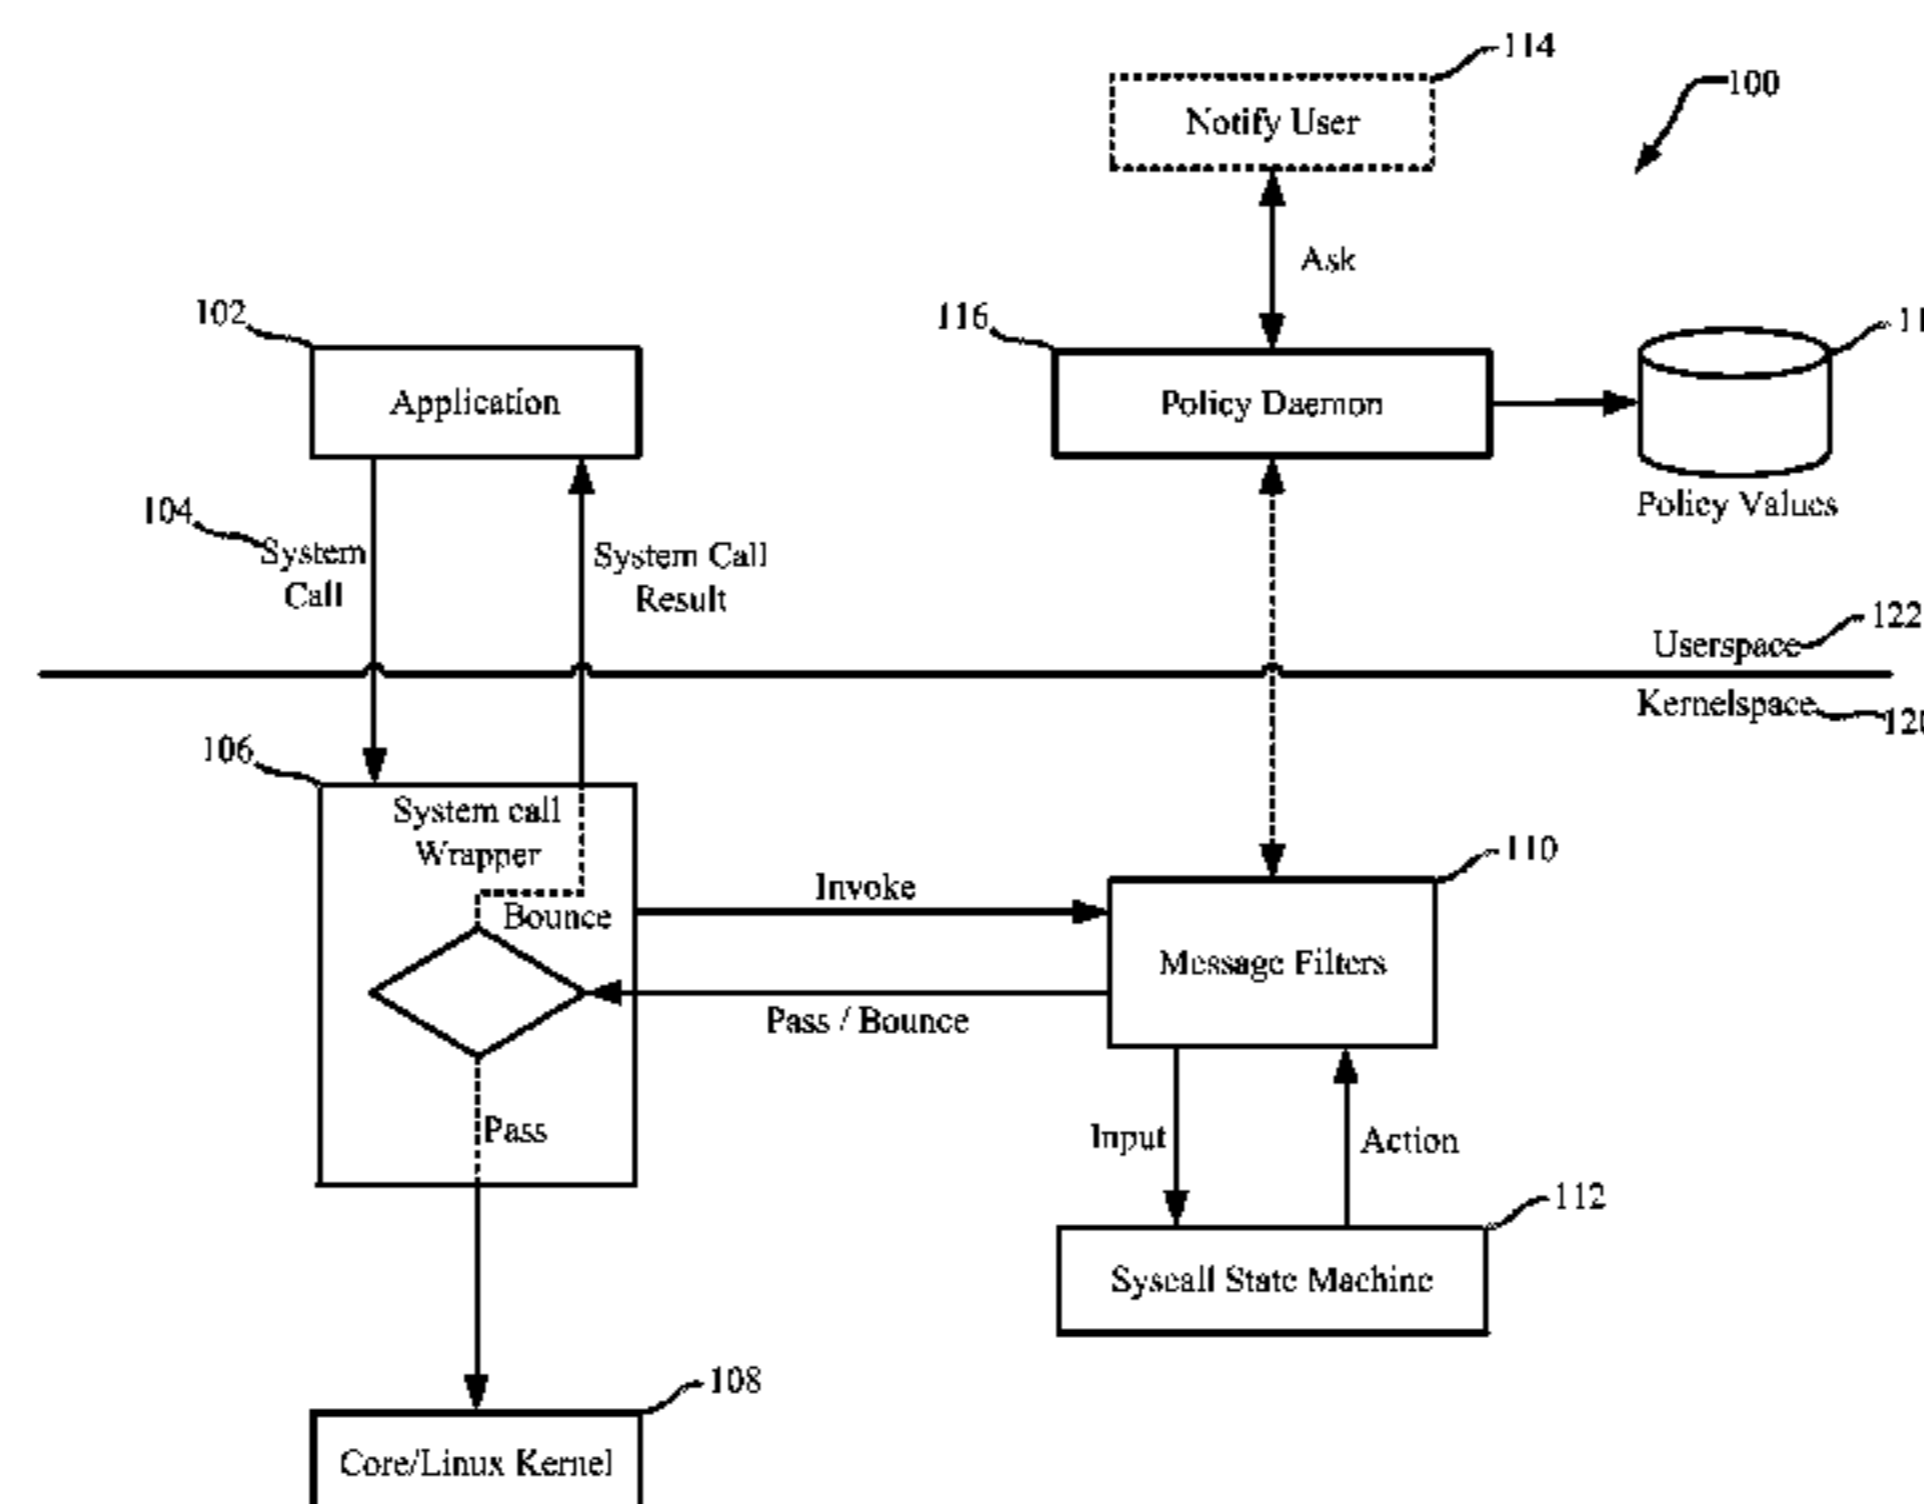 114
100
Notify User
Ask
102
116
11
Application
Policy Daemon
Policy Values
104
System
Call
System Call
Result
122
Userspace
Kernelspace
120
106
System call
Wrapper
Bounce
Invoke
110
Message Filters
Pass / Bounce
Pass
Input
Action
112
Syscall State Machine
108
Core/Linux Kernel